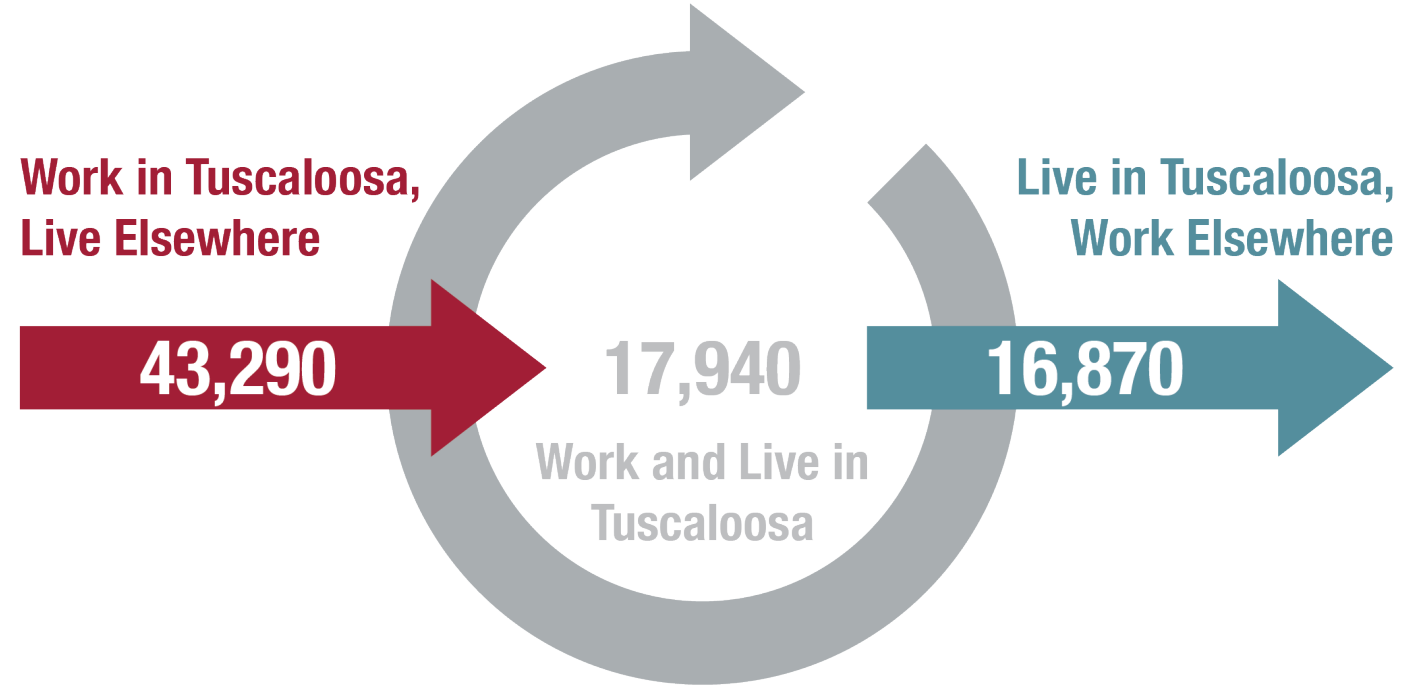 Work in Tuscaloosa,
Live Elsewhere
43,290
17,940
Work and Live in
Tuscaloosa
Live in Tuscaloosa,
Work Elsewhere
16,870